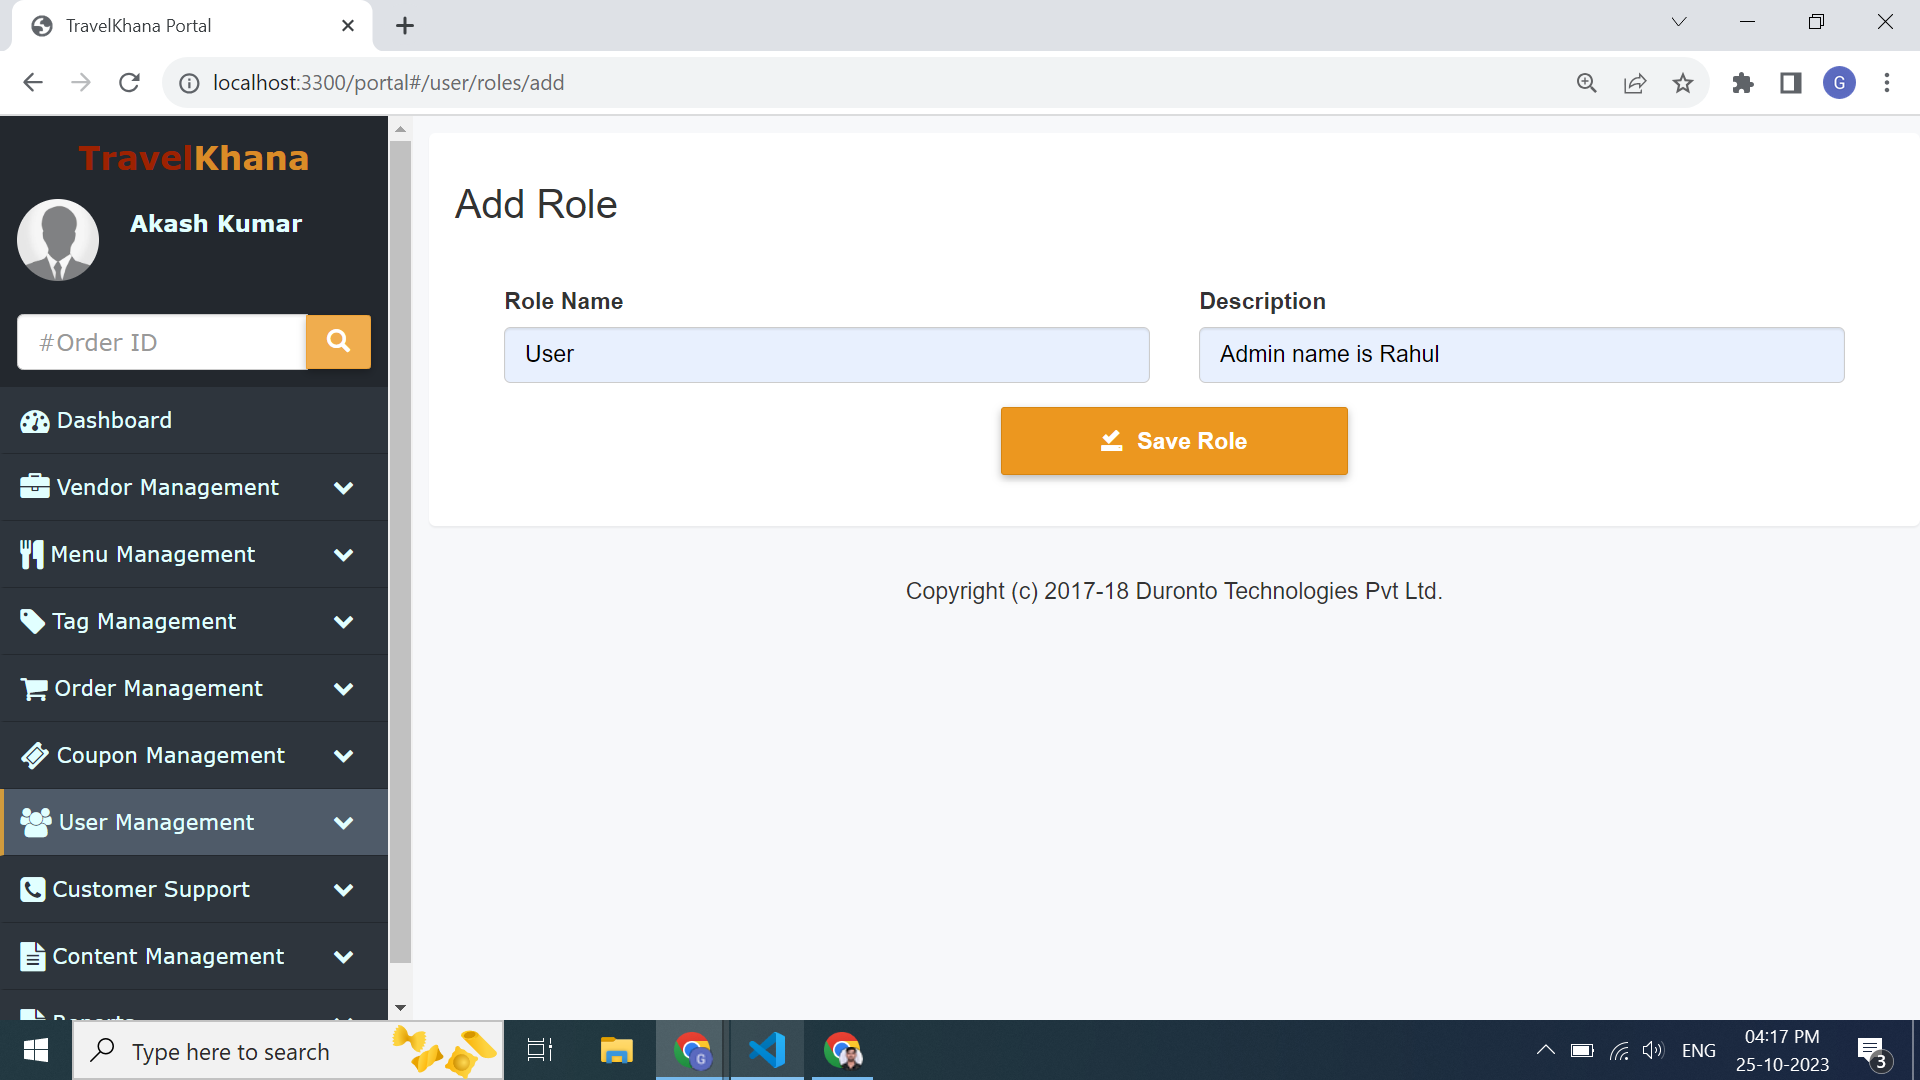 TravelKhana Portal
localhost:3300/portal#/user/roles/add
G
TravelKhana
Akash Kumar
#Order ID
Dashboard
Vendor Management
Menu Management
Tag Management
Order Management
Coupon Management
User Management
Customer Support
Content Management
Reports
Add Role
Role Name
Description
User
Admin name is Rahul
Save Role
Copyright (c) 2017-18 Duronto Technologies Pvt Ltd.
Type here to search
G
ENG
04:17 PM
25-10-2023
3